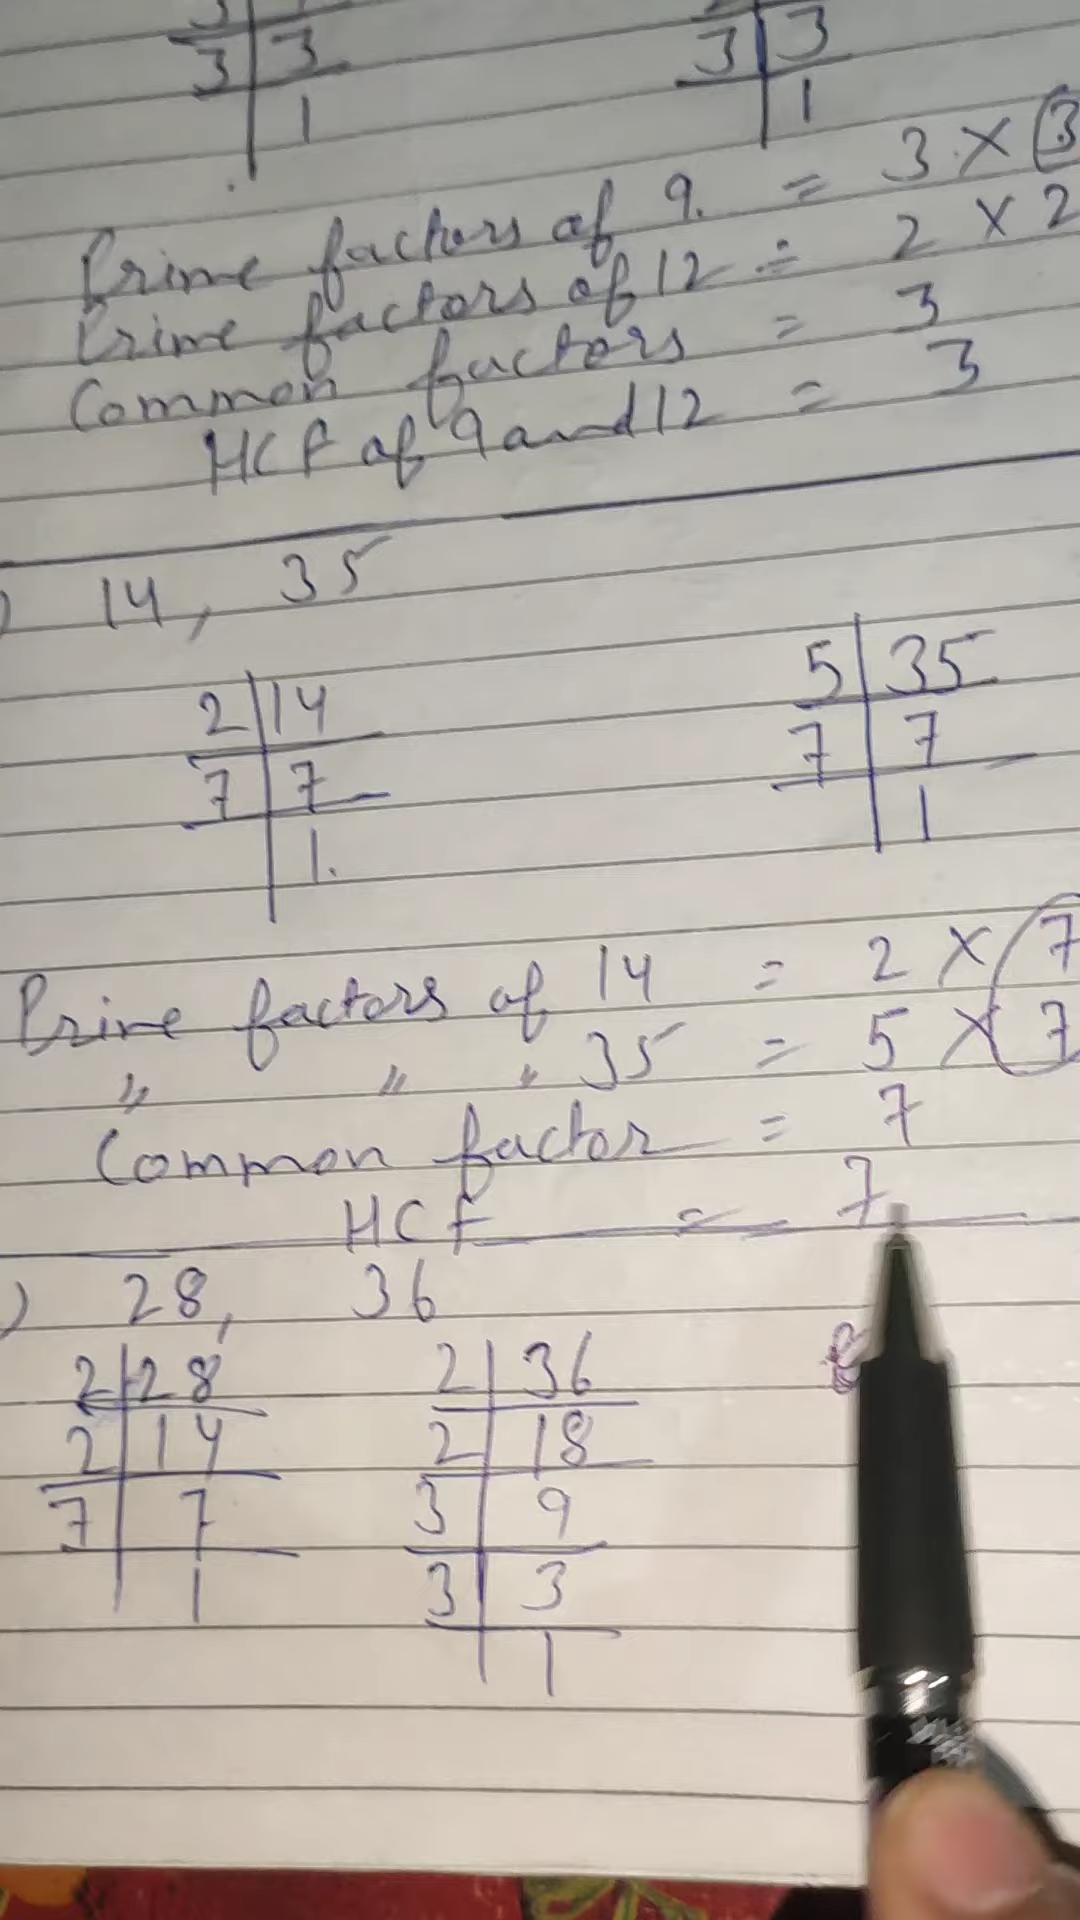 3 | 3 3 | 3
1 1
Prime factors of 9. = 3 × 3
Prime factors of 12 = 2 × 2
Common factors = 3
HCF of 9 and 12 = 3
) 14, 35
2 | 14 5 | 35
7 | 7 7 | 7
1. 1
Prime factors of 14 = 2 × 7
" " " 35 = 5 × 7
Common factor = 7
HCF = 7
) 28, 36
2 | 28 2 | 36
2 | 14 2 | 18
7 | 7 3 | 9
1 3 | 3
1